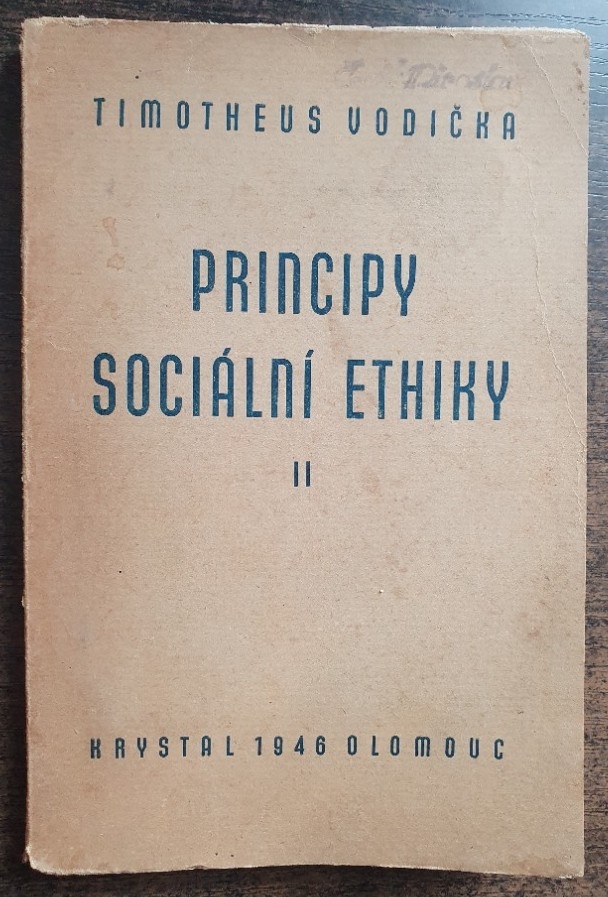 TIMOTHEUS VODIČKA
PRINCIPY
SOCIÁLNÍ ETHIKY
II
KRYSTAL 1946 OLOMOUC